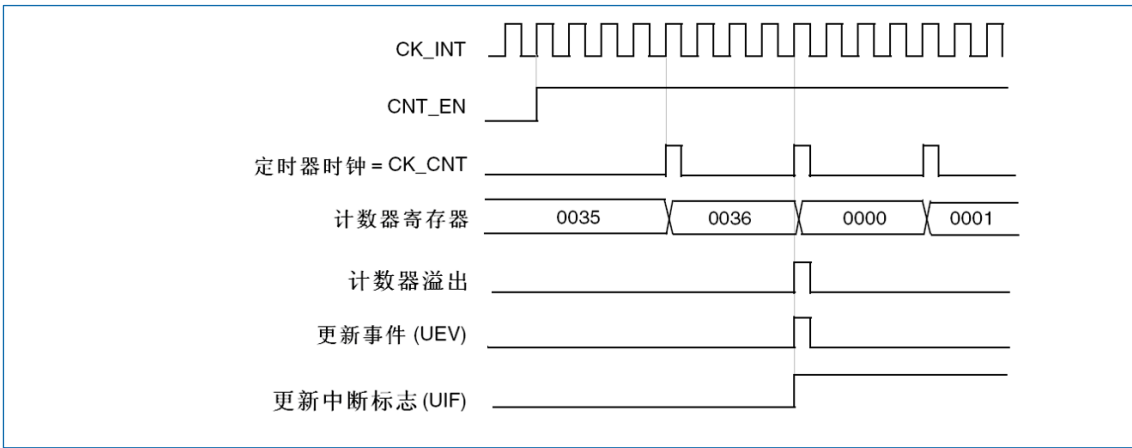 CK_INT
CNT_EN
定时器时钟 = CK_CNT
计数器寄存器 0035 0036 0000 0001
计数器溢出
更新事件 (UEV)
更新中断标志 (UIF)